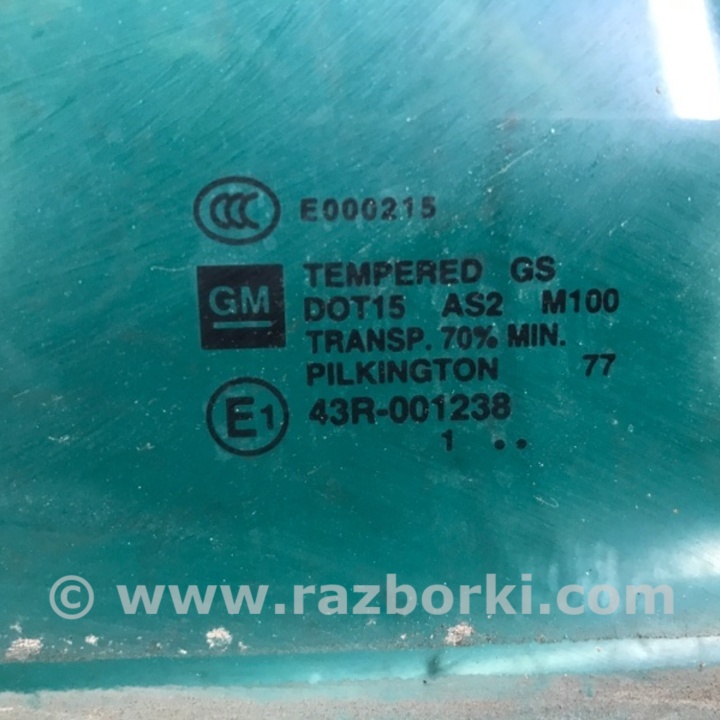 CCC E000215
TEMPERED GS
GM DOT15 AS2 M100
TRANSP. 70% MIN.
PILKINGTON 77
E1 43R-001238
1 ..
© www.razborki.com